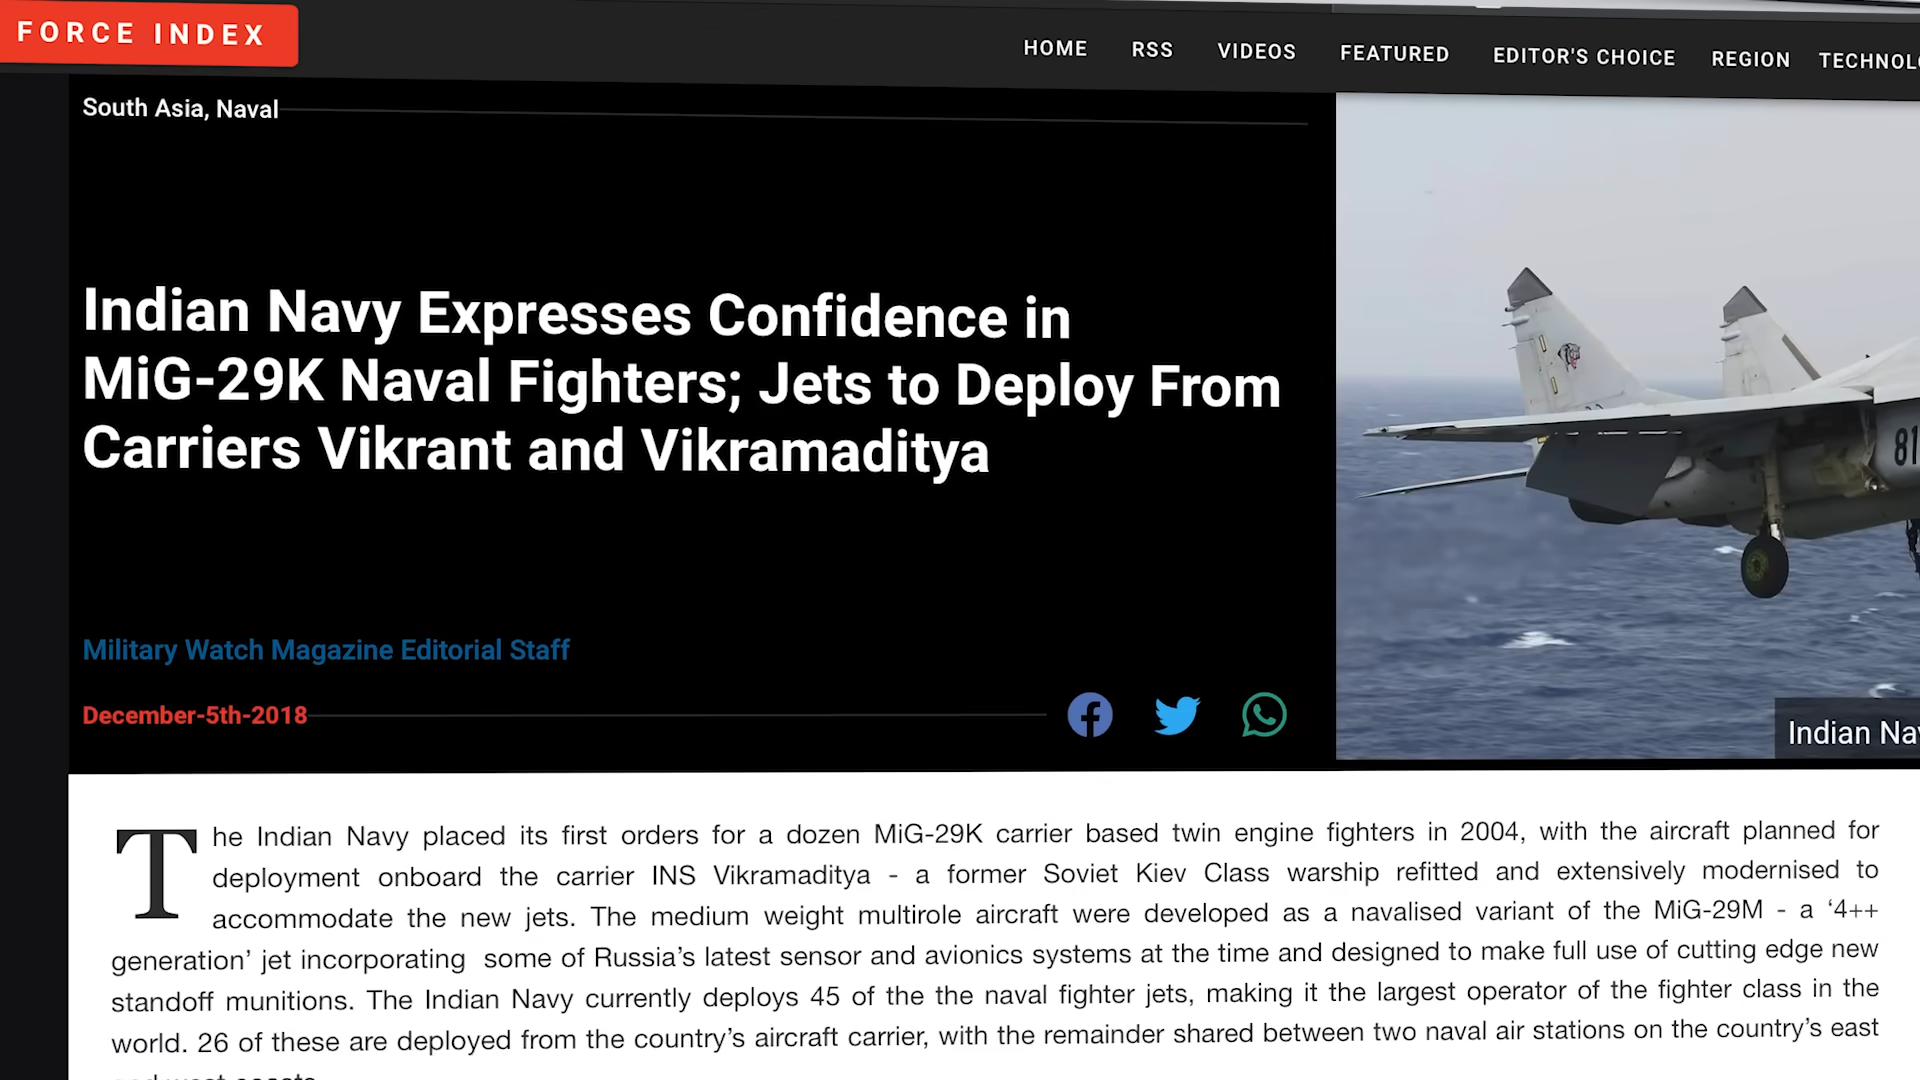 FORCE INDEX
HOME RSS VIDEOS FEATURED EDITOR'S CHOICE REGION
South Asia, Naval
Indian Navy Expresses Confidence in
MiG-29K Naval Fighters; Jets to Deploy From
Carriers Vikrant and Vikramaditya
81
Military Watch Magazine Editorial Staff
December-5th-2018
Indian
The Indian Navy placed its first orders for a dozen MiG-29K carrier based twin engine fighters in 2004, with the aircraft planned for
deployment onboard the carrier INS Vikramaditya - a former Soviet Kiev Class warship refitted and extensively modernised to
accommodate the new jets. The medium weight multirole aircraft were developed as a navalised variant of the MiG-29M - a ‘4++
generation’ jet incorporating some of Russia’s latest sensor and avionics systems at the time and designed to make full use of cutting edge new
standoff munitions. The Indian Navy currently deploys 45 of the the naval fighter jets, making it the largest operator of the fighter class in the
world. 26 of these are deployed from the country’s aircraft carrier, with the remainder shared between two naval air stations on the country’s east